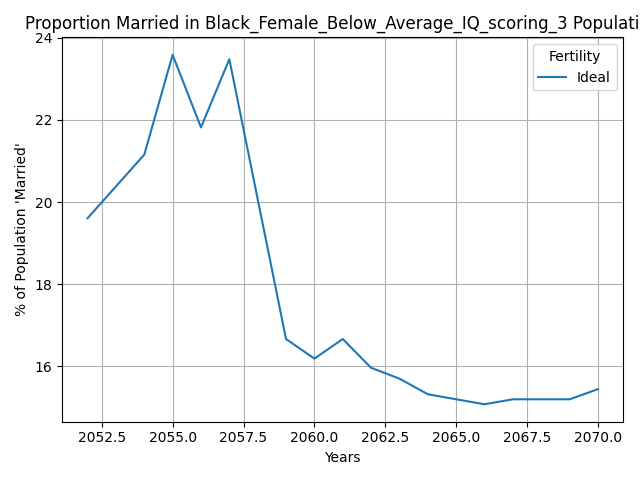 Proportion Married in Black_Female_Below_Average_IQ_scoring_3 Populati
24
22
20
18
16
% of Population 'Married'
Fertility
Ideal
2052.5 2055.0 2057.5 2060.0 2062.5 2065.0 2067.5 2070.0
Years